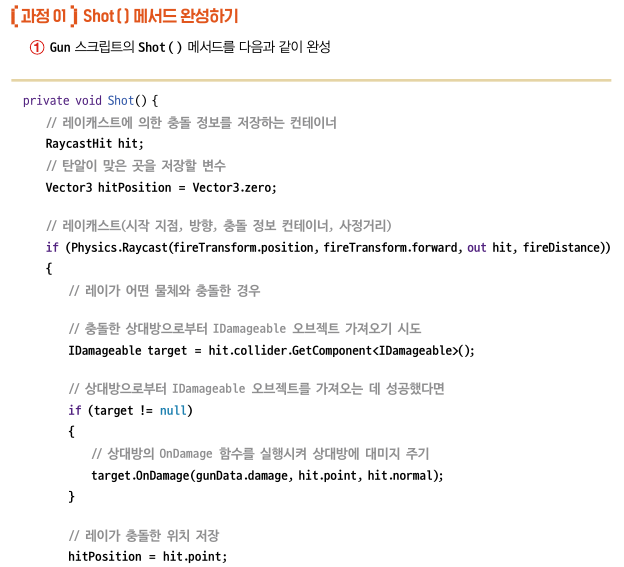 [ 과정 01 ] Shot() 메서드 완성하기
① Gun 스크립트의 Shot() 메서드를 다음과 같이 완성
private void Shot() {
// 레이캐스트에 의한 충돌 정보를 저장하는 컨테이너
RaycastHit hit;
// 탄알이 맞은 곳을 저장할 변수
Vector3 hitPosition = Vector3.zero;
// 레이캐스트(시작 지점, 방향, 충돌 정보 컨테이너, 사정거리)
if (Physics.Raycast(fireTransform.position, fireTransform.forward, out hit, fireDistance))
{
// 레이가 어떤 물체와 충돌한 경우
// 충돌한 상대방으로부터 IDamageable 오브젝트 가져오기 시도
IDamageable target = hit.collider.GetComponent<IDamageable>();
// 상대방으로부터 IDamageable 오브젝트를 가져오는 데 성공했다면
if (target != null)
{
// 상대방의 OnDamage 함수를 실행시켜 상대방에 대미지 주기
target.OnDamage(gunData.damage, hit.point, hit.normal);
}
// 레이가 충돌한 위치 저장
hitPosition = hit.point;